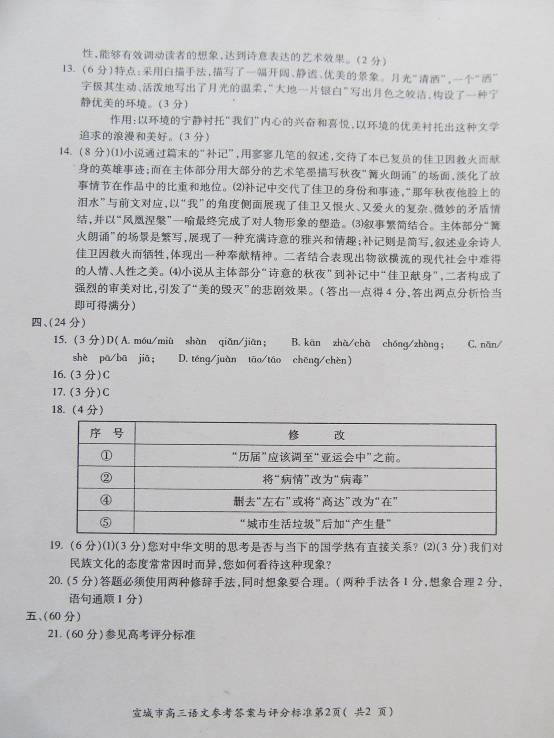 性,能够有效调动读者的想象,达到诗意表达的艺术效果。(2分)
13. (6分)特点:采用白描手法,描写了一幅开阔、静谧、优美的景象。月光“清洒”,一个“洒”
字极其生动、活泼地写出了月光的温柔,“大地一片银白”写出月色之皎洁,构设了一种宁
静优美的环境。(3分)
作用:以环境的宁静衬托“我们”内心的兴奋和喜悦,以环境的优美衬托出这种文学
追求的浪漫和美好。(3分)
14. (8分)(1)小说通过篇末的“补记”,用寥寥几笔的叙述,交待了本已复员的佳卫因救火而献
身的英雄事迹;而在主体部分用大部分的艺术笔墨描写秋夜“篝火朗诵”的场面,淡化了故
事情节在作品中的比重和地位。(2)补记中交代了佳卫的身份和事迹,“那年秋夜他脸上的
泪水”与前文对应,以“我”的角度侧面展现了佳卫又恨火、又爱火的复杂、微妙的矛盾情
结,并以“凤凰涅槃”一喻最终完成了对人物形象的塑造。(3)叙事繁简结合。主体部分“篝
火朗诵”的场景是繁写,展现了一种充满诗意的雅兴和情趣;补记则是简写,叙述业余诗人
佳卫因救火而牺牲,体现出一种奉献精神。二者结合表现出物欲横流的现代社会中难得
的人情、人性之美。(4)小说从主体部分“诗意的秋夜”到补记中“佳卫献身”,二者构成了
强烈的审美对比,引发了“美的毁灭”的悲剧效果。(答出一点得4分,答出两点分析恰当
即可得满分)
四、(24分)
15. (3分)D(A. móu/miù shàn qiān/jiān; B. kān zhà/chà chóng/zhòng; C. nān/
shè pā/bā jiǎ; D. téng/juàn tāo/tāo chēng/chèn)
16. (3分)C
17. (3分)C
18. (4分)
序 号 修 改
① “历届”应该调至“亚运会中”之前。
② 将“病情”改为“病毒”
④ 删去“左右”或将“高达”改为“在”
⑤ “城市生活垃圾”后加“产生量”
19. (6分)(1)(3分)您对中华文明的思考是否与当下的国学热有直接关系? (2)(3分)我们对
民族文化的态度常常因时而异,您如何看待这种现象?
20. (5分)答题必须使用两种修辞手法,同时想象要合理。(两种手法各1分,想象合理2分,
语句通顺1分)
五、(60分)
21. (60分)参见高考评分标准
宣城市高三语文参考答案与评分标准第2页( 共2 页)